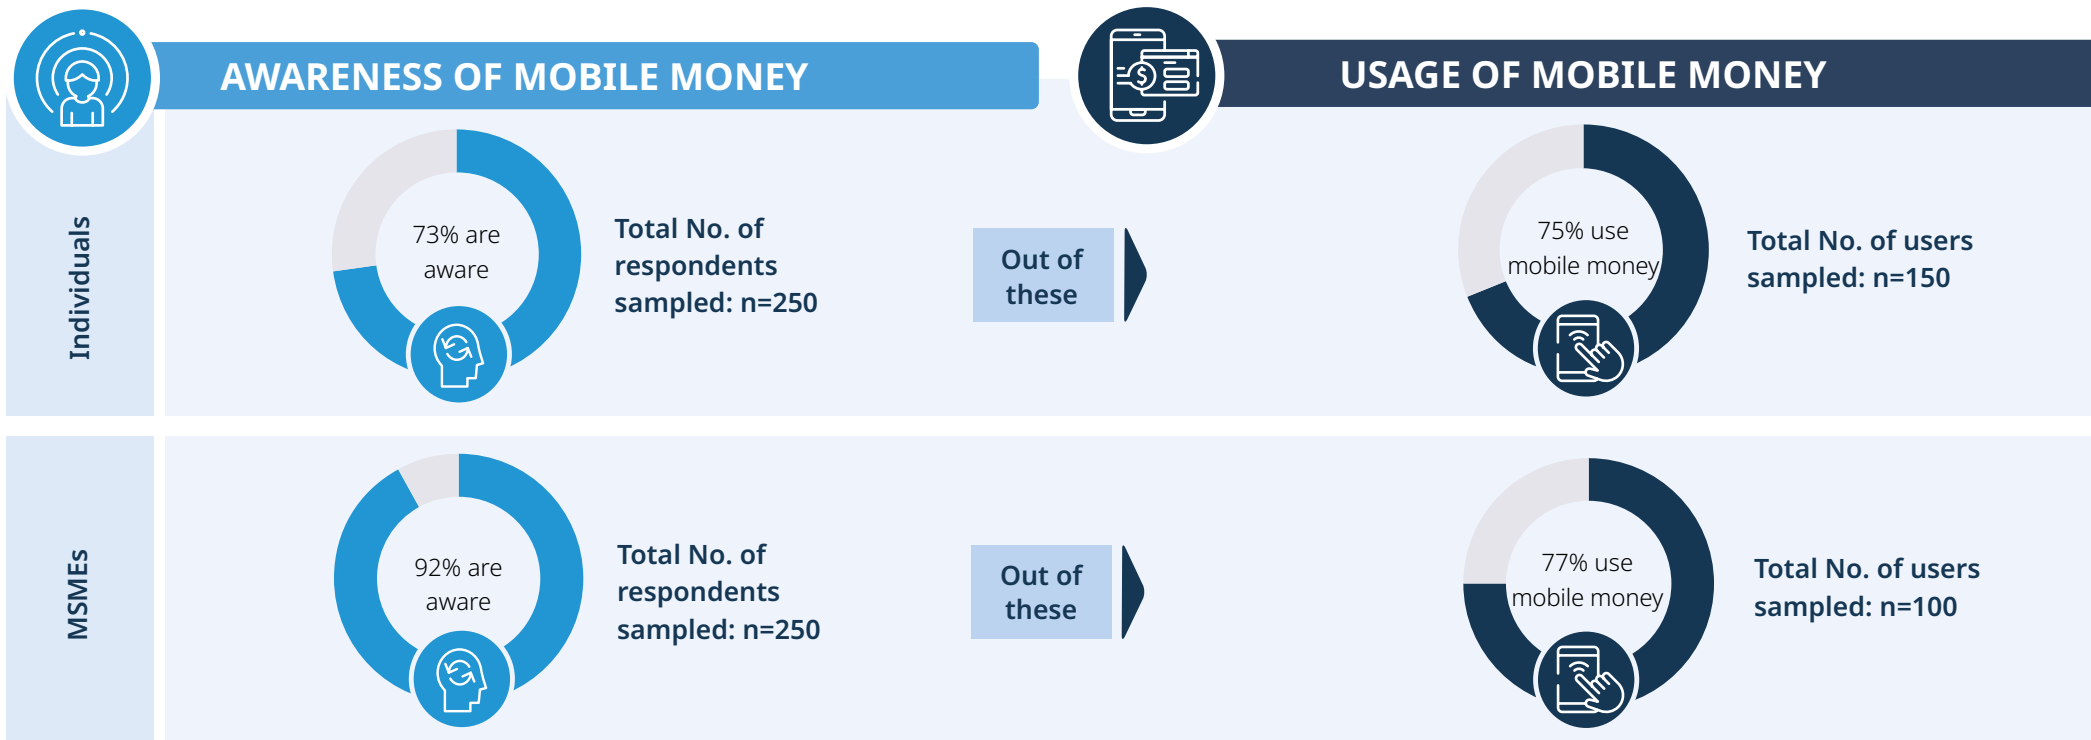 AWARENESS OF MOBILE MONEY
USAGE OF MOBILE MONEY
Individuals
73% are
aware
Total No. of
respondents
sampled: n=250
Out of
these
75% use
mobile money
Total No. of users
sampled: n=150
MSMEs
92% are
aware
Total No. of
respondents
sampled: n=250
Out of
these
77% use
mobile money
Total No. of users
sampled: n=100